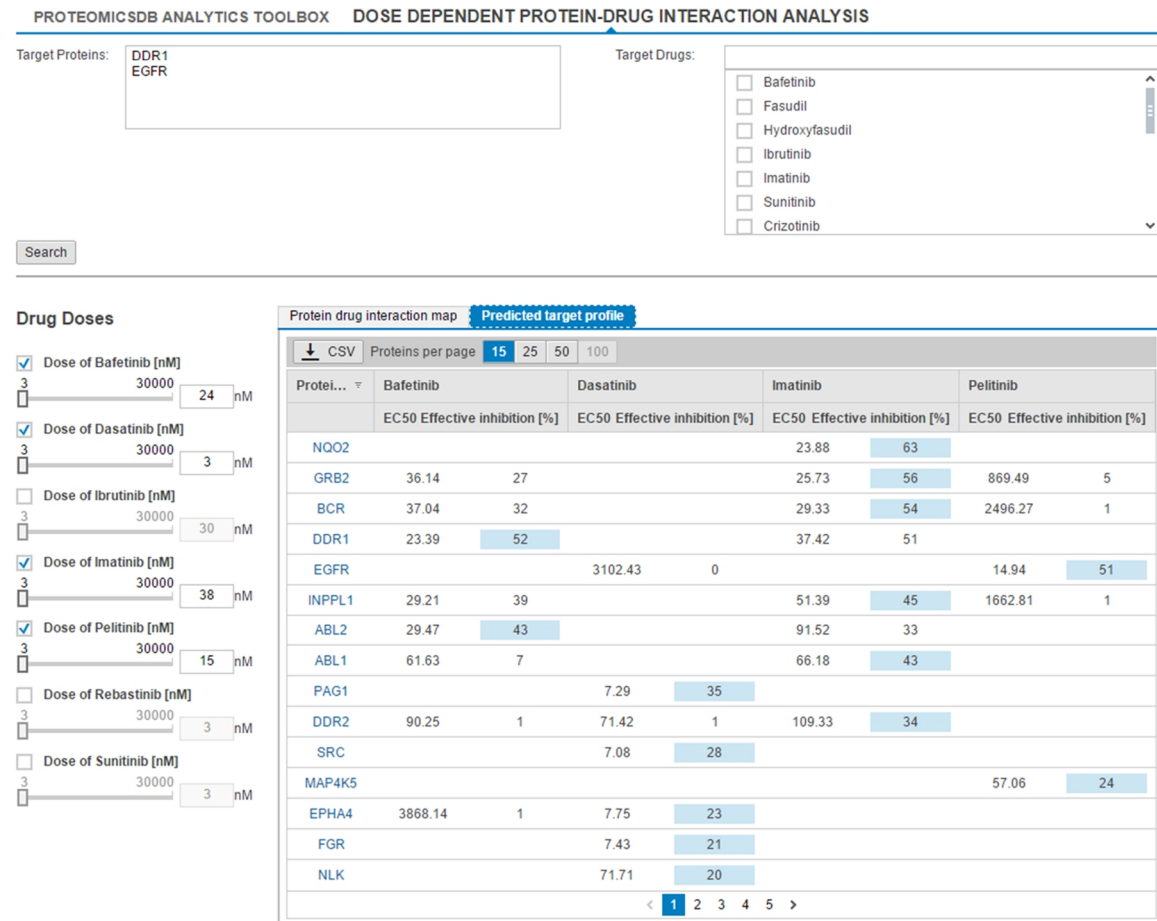 PROTEOMICSDB ANALYTICS TOOLBOX DOSE DEPENDENT PROTEIN-DRUG INTERACTION ANALYSIS
Target Proteins:
DDR1
EGFR
Target Drugs:
Bafetinib
Fasudil
Hydroxyfasudil
Ibrutinib
Imatinib
Sunitinib
Crizotinib
Search
Drug Doses
Dose of Bafetinib [nM]
3 30000 24 nM
Dose of Dasatinib [nM]
3 30000 3 nM
Dose of Ibrutinib [nM]
3 30000 30 nM
Dose of Imatinib [nM]
3 30000 38 nM
Dose of Pelitinib [nM]
3 30000 15 nM
Dose of Rebastinib [nM]
3 30000 3 nM
Dose of Sunitinib [nM]
3 30000 3 nM
Protein drug interaction map Predicted target profile
CSV Proteins per page 15 25 50 100
Protei... Bafetinib Dasatinib Imatinib Pelitinib
EC50 Effective inhibition [%] EC50 Effective inhibition [%] EC50 Effective inhibition [%] EC50 Effective inhibition [%]
NQO2 23.88 63
GRB2 36.14 27 25.73 56 869.49 5
BCR 37.04 32 29.33 54 2496.27 1
DDR1 23.39 52 37.42 51
EGFR 3102.43 0 14.94 51
INPPL1 29.21 39 51.39 45 1662.81 1
ABL2 29.47 43 91.52 33
ABL1 61.63 7 66.18 43
PAG1 7.29 35
DDR2 90.25 1 71.42 1 109.33 34
SRC 7.08 28
MAP4K5 57.06 24
EPHA4 3868.14 1 7.75 23
FGR 7.43 21
NLK 71.71 20
< 1 2 3 4 5 >